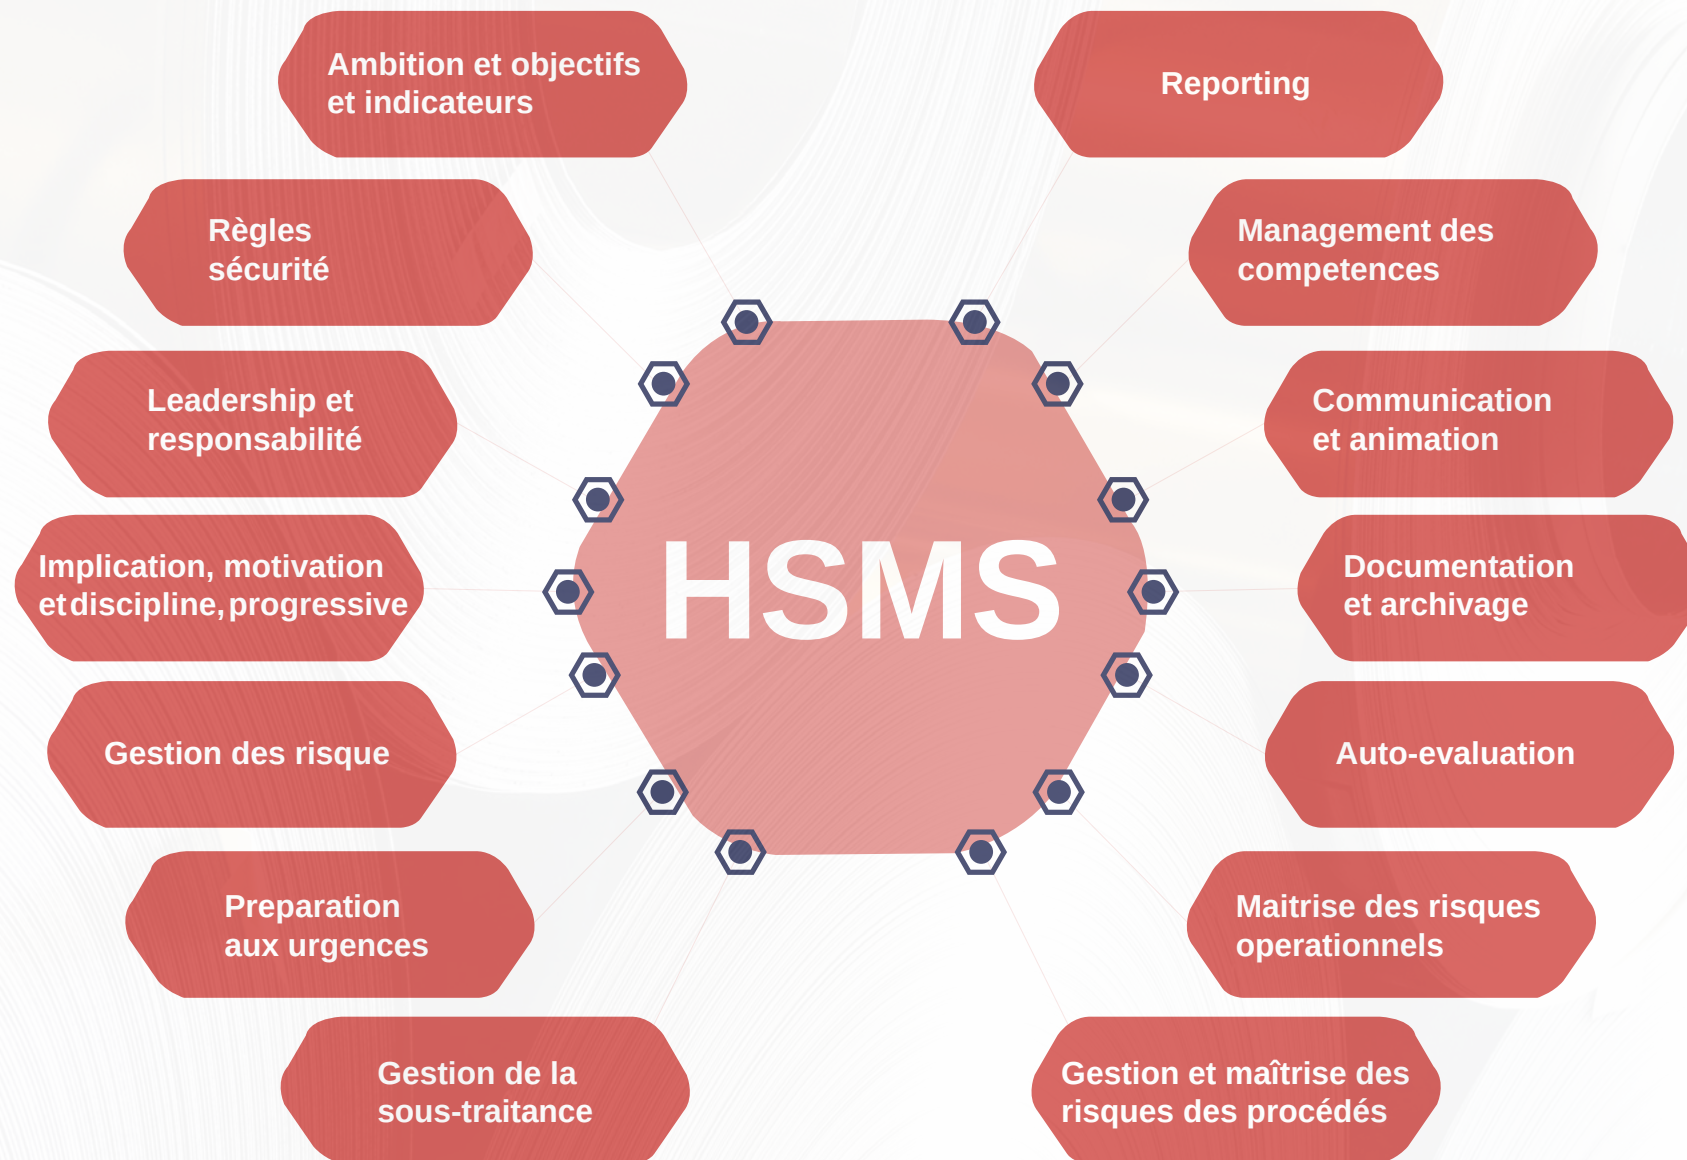 Ambition et objectifs
et indicateurs
Règles
sécurité
Leadership et
responsabilité
Implication, motivation
et discipline, progressive
Gestion des risque
Preparation
aux urgences
Gestion de la
sous-traitance
HSMS
Reporting
Management des
competences
Communication
et animation
Documentation
et archivage
Auto-evaluation
Maitrise des risques
operationnels
Gestion et maîtrise des
risques des procédés